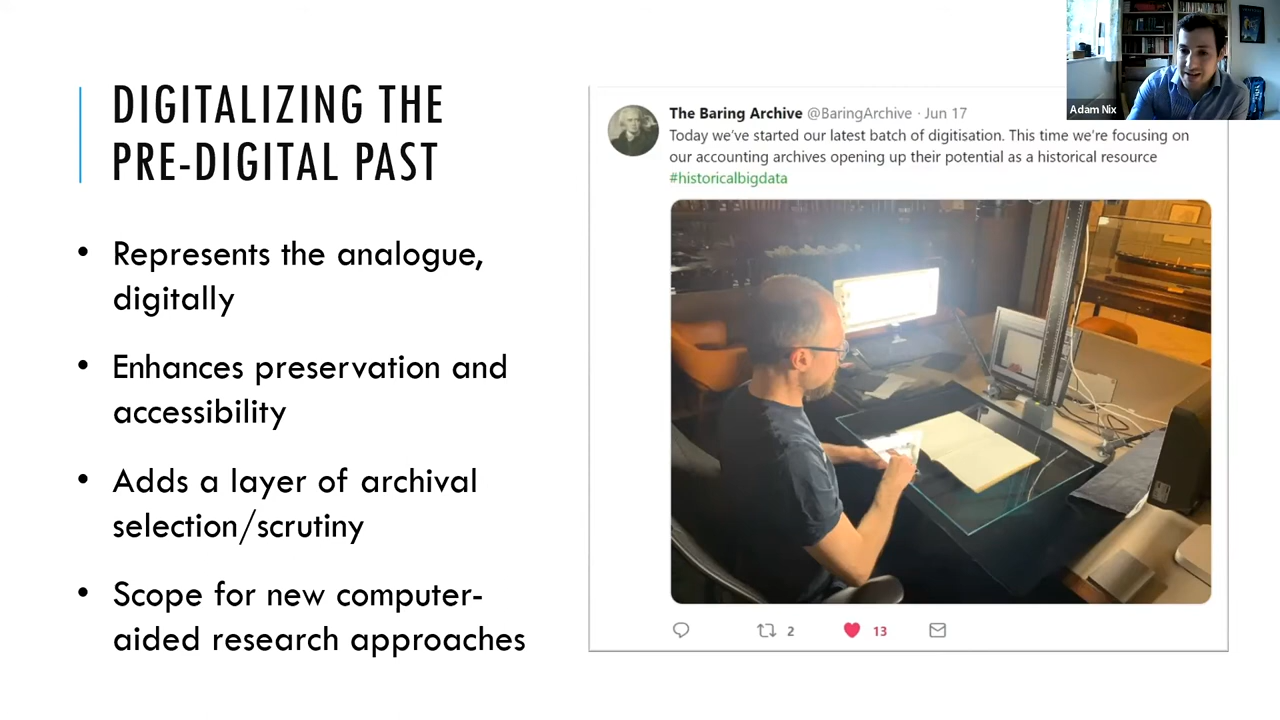 DIGITALIZING THE
PRE-DIGITAL PAST
• Represents the analogue,
digitally
• Enhances preservation and
accessibility
• Adds a layer of archival
selection/scrutiny
• Scope for new computer-
aided research approaches
The Baring Archive @BaringArchive · Jun 17
Today we've started our latest batch of digitisation. This time we're focusing on
our accounting archives opening up their potential as a historical resource
#historicalbigdata
2
13
Adam Nix